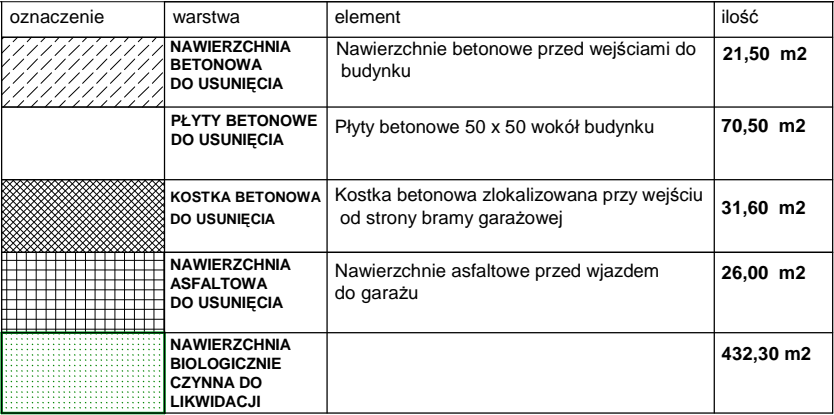 oznaczenie warstwa element ilość
NAWIERZCHNIA
BETONOWA
DO USUNIĘCIA
Nawierzchnie betonowe przed wejściami do
budynku
21,50 m2
PŁYTY BETONOWE
DO USUNIĘCIA
Płyty betonowe 50 x 50 wokół budynku
70,50 m2
KOSTKA BETONOWA
DO USUNIĘCIA
Kostka betonowa zlokalizowana przy wejściu
od strony bramy garażowej
31,60 m2
NAWIERZCHNIA
ASFALTOWA
DO USUNIĘCIA
Nawierzchnie asfaltowe przed wjazdem
do garażu
26,00 m2
NAWIERZCHNIA
BIOLOGICZNIE
CZYNNA DO
LIKWIDACJI
432,30 m2